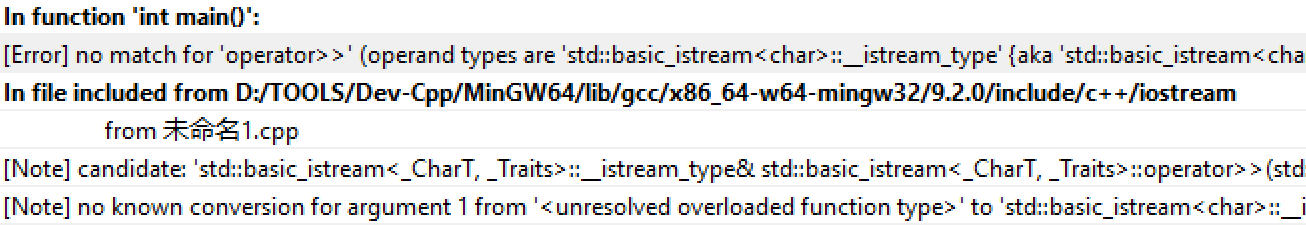 In function 'int main()':
[Error] no match for 'operator>>' (operand types are 'std::basic_istream<char>::__istream_type' {aka 'std::basic_istream<cha
In file included from D:/TOOLS/Dev-Cpp/MinGW64/lib/gcc/x86_64-w64-mingw32/9.2.0/include/c++/iostream
from 未命名1.cpp
[Note] candidate: 'std::basic_istream<_CharT, _Traits>::__istream_type& std::basic_istream<_CharT, _Traits>::operator>>(std
[Note] no known conversion for argument 1 from '<unresolved overloaded function type>' to 'std::basic_istream<char>::__i